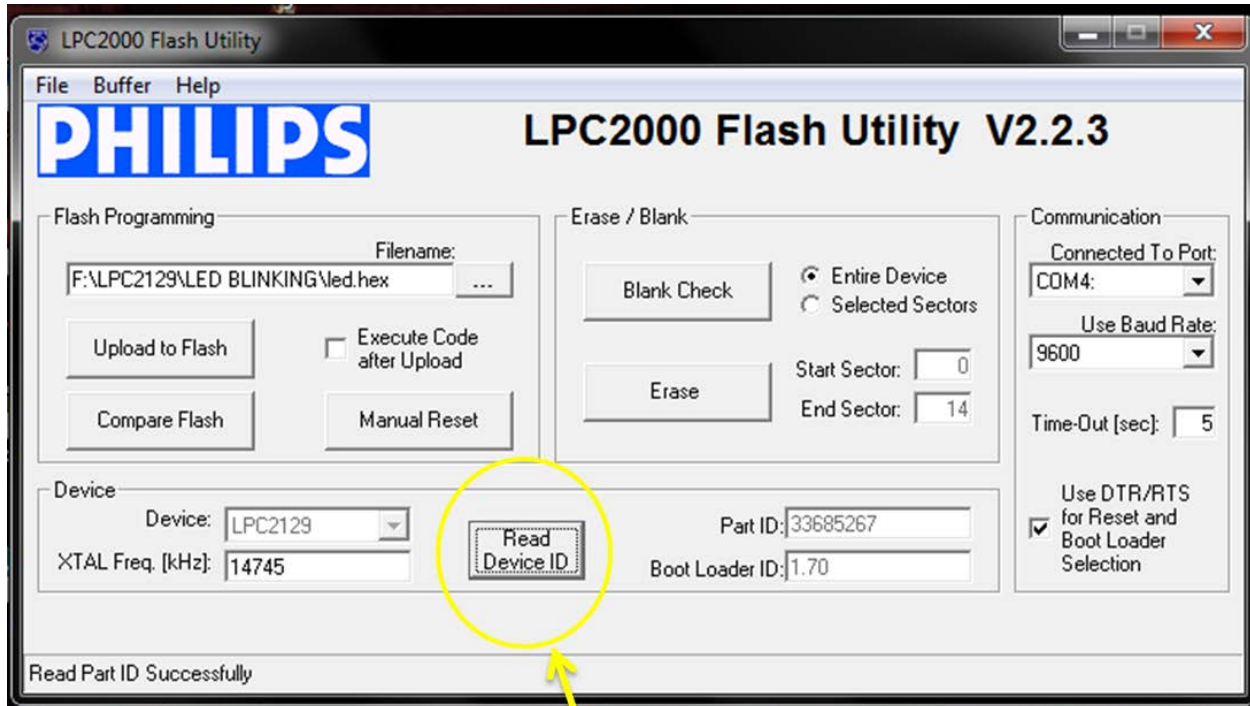 LPC2000 Flash Utility
File Buffer Help
PHILIPS
LPC2000 Flash Utility V2.2.3
Flash Programming
Filename:
F:\LPC2129\LED BLINKING\led.hex
...
Upload to Flash
Execute Code
after Upload
Compare Flash
Manual Reset
Erase / Blank
Blank Check
Entire Device
Selected Sectors
Erase
Start Sector: 0
End Sector: 14
Communication
Connected To Port:
COM4:
Use Baud Rate:
9600
Time-Out [sec]: 5
Use DTR/RTS
for Reset and
Boot Loader
Selection
Device
Device: LPC2129
XTAL Freq. [kHz]: 14745
Read
Device ID
Part ID: 33685267
Boot Loader ID: 1.70
Read Part ID Successfully